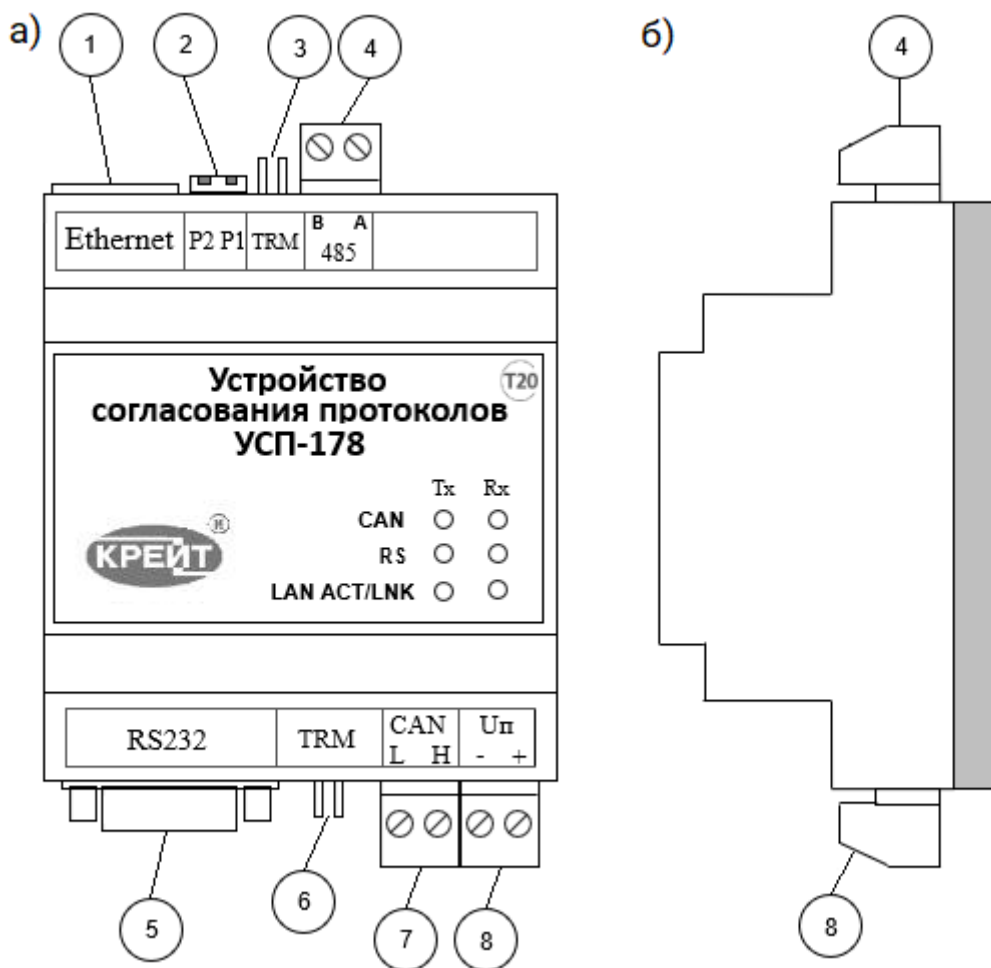 а)
б)
1
2
3
4
4
Ethernet
P2 P1
TRM
B A
485
Устройство
согласования протоколов
УСП-178
T20
Tx Rx
CAN
RS
LAN ACT/LNK
КРЕЙТ
И
RS232
TRM
CAN
L H
Uп
- +
5
6
7
8
8